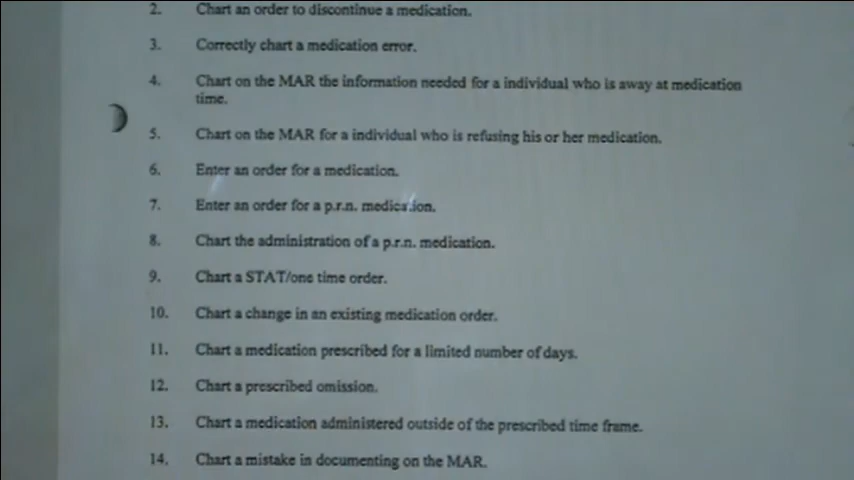 2. Chart an order to discontinue a medication.
3. Correctly chart a medication error.
4. Chart on the MAR the information needed for a individual who is away at medication
time.
5. Chart on the MAR for a individual who is refusing his or her medication.
6. Enter an order for a medication.
7. Enter an order for a p.r.n. medication.
8. Chart the administration of a p.r.n. medication.
9. Chart a STAT/one time order.
10. Chart a change in an existing medication order.
11. Chart a medication prescribed for a limited number of days.
12. Chart a prescribed omission.
13. Chart a medication administered outside of the prescribed time frame.
14. Chart a mistake in documenting on the MAR.